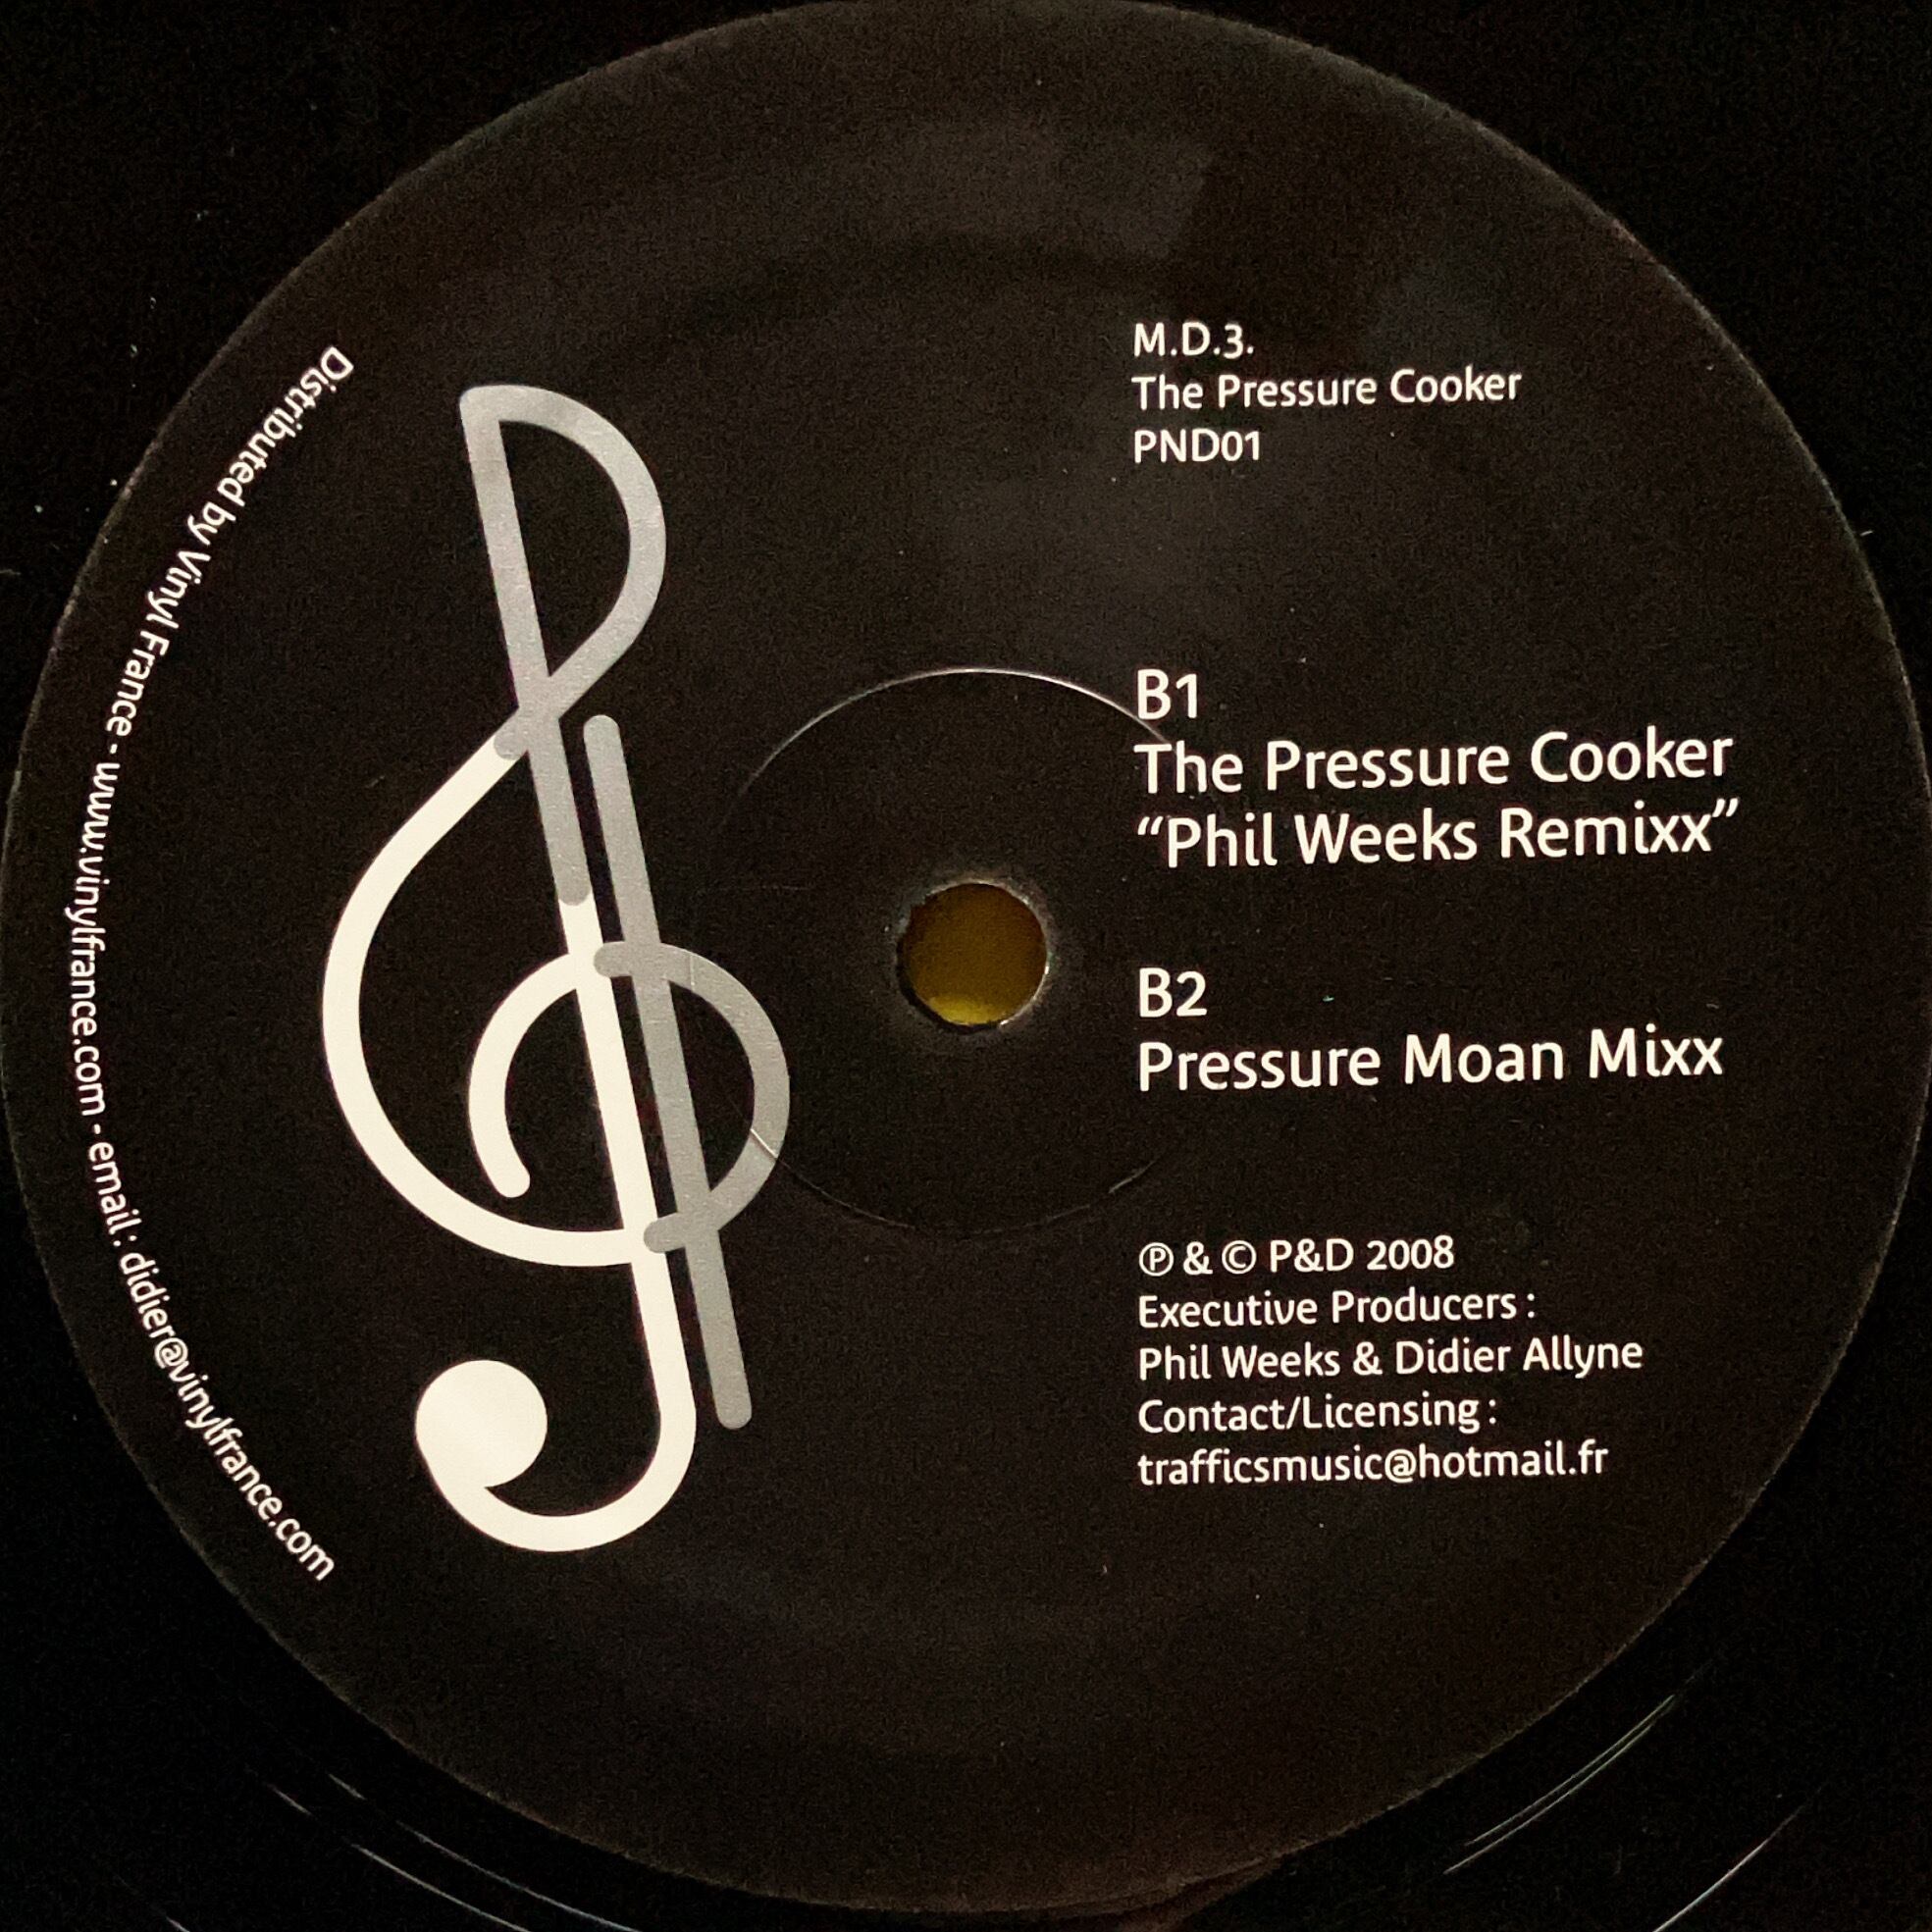 M.D.3.
The Pressure Cooker
PND01
B1
The Pressure Cooker
“Phil Weeks Remixx”
B2
Pressure Moan Mixx
℗ & © P&D 2008
Executive Producers :
Phil Weeks & Didier Allyne
Contact/Licensing :
trafficsmusic@hotmail.fr
Distributed by Vinyl France - www.vinylfrance.com - email : didier@vinylfrance.com